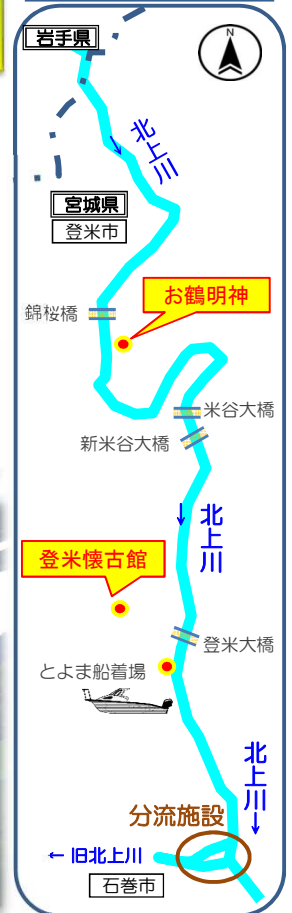 岩手県
N
↓北上川
宮城県
登米市
お鶴明神
錦桜橋
米谷大橋
新米谷大橋
↓北上川
登米懐古館
登米大橋
とよま船着場
北上川↓
分流施設
← 旧北上川
石巻市